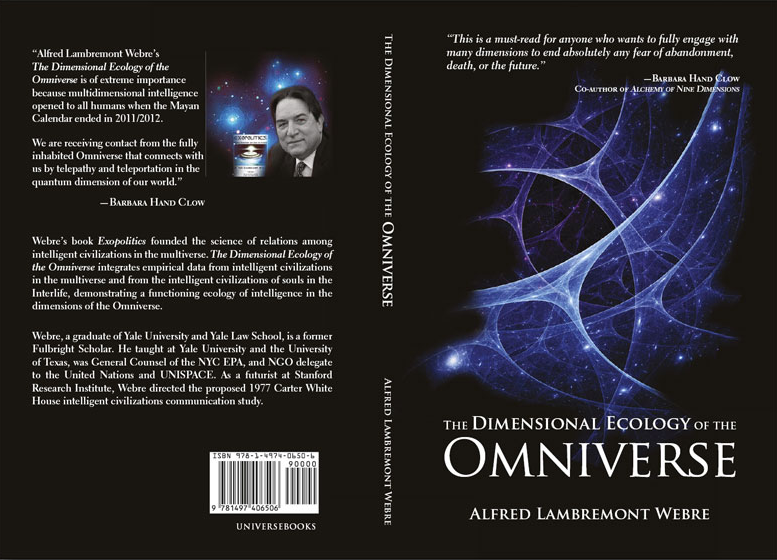 “Alfred Lambremont Webre’s
The Dimensional Ecology of the
Omniverse is of extreme importance
because multidimensional intelligence
opened to all humans when the Mayan
Calendar ended in 2011/2012.
We are receiving contact from the fully
inhabited Omniverse that connects with
us by telepathy and teleportation in the
quantum dimension of our world.”
—Barbara Hand Clow
EXOPOLITICS
Webre’s book Exopolitics founded the science of relations among
intelligent civilizations in the multiverse. The Dimensional Ecology of
the Omniverse integrates empirical data from intelligent civilizations
in the multiverse and from the intelligent civilizations of souls in the
Interlife, demonstrating a functioning ecology of intelligence in the
dimensions of the Omniverse.
Webre, a graduate of Yale University and Yale Law School, is a former
Fulbright Scholar. He taught at Yale University and the University
of Texas, was General Counsel of the NYC EPA, and NGO delegate
to the United Nations and UNISPACE. As a futurist at Stanford
Research Institute, Webre directed the proposed 1977 Carter White
House intelligent civilizations communication study.
ISBN 978-1-4974-0650-6
90000
9 781497 406506
UNIVERSEBOOKS
The Dimensional Ecology of the Omniverse
Alfred Lambremont Webre
“This is a must-read for anyone who wants to fully engage with
many dimensions to end absolutely any fear of abandonment,
death, or the future.”
—Barbara Hand Clow
Co-author of Alchemy of Nine Dimensions
The Dimensional Ecology of the
Omniverse
Alfred Lambremont Webre